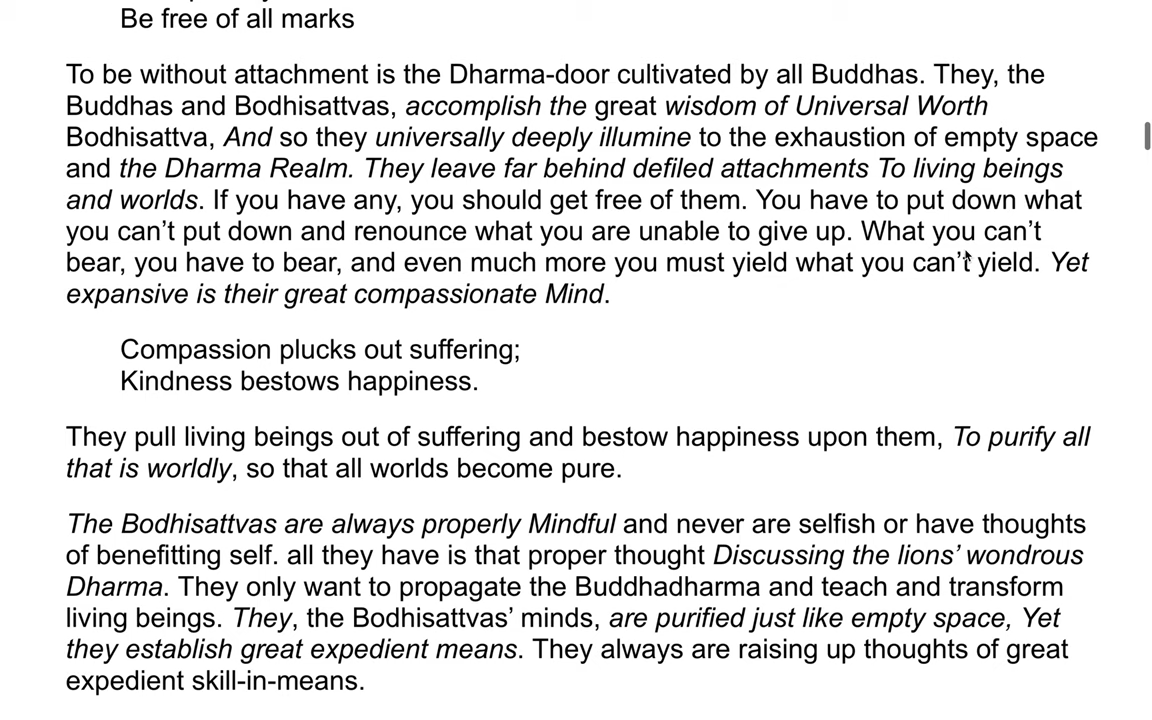 Be free of all marks
To be without attachment is the Dharma-door cultivated by all Buddhas. They, the
Buddhas and Bodhisattvas, accomplish the great wisdom of Universal Worth
Bodhisattva, And so they universally deeply illumine to the exhaustion of empty space
and the Dharma Realm. They leave far behind defiled attachments To living beings
and worlds. If you have any, you should get free of them. You have to put down what
you can’t put down and renounce what you are unable to give up. What you can’t
bear, you have to bear, and even much more you must yield what you can’t yield. Yet
expansive is their great compassionate Mind.
Compassion plucks out suffering;
Kindness bestows happiness.
They pull living beings out of suffering and bestow happiness upon them, To purify all
that is worldly, so that all worlds become pure.
The Bodhisattvas are always properly Mindful and never are selfish or have thoughts
of benefitting self. all they have is that proper thought Discussing the lions’ wondrous
Dharma. They only want to propagate the Buddhadharma and teach and transform
living beings. They, the Bodhisattvas’ minds, are purified just like empty space, Yet
they establish great expedient means. They always are raising up thoughts of great
expedient skill-in-means.